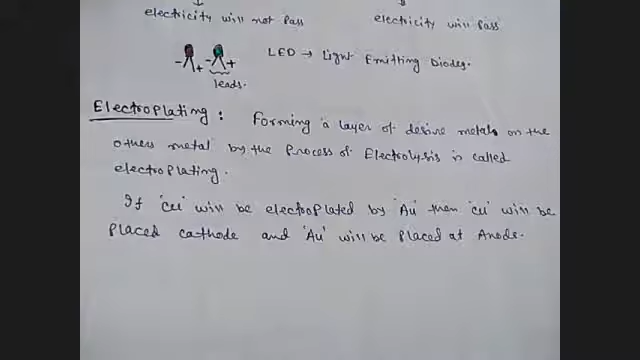 electricity will not Pass
electricity will Pass
- + - + LED → Light Emitting Diodes.
leads.
Electroplating : Forming a layer of desire metals on the
others metal by the Process of Electrolysis is called
electroplating.
If 'Cu' will be electroplated by 'Au' then 'Cu' will be
Placed cathode and 'Au' will be Placed at Anode.